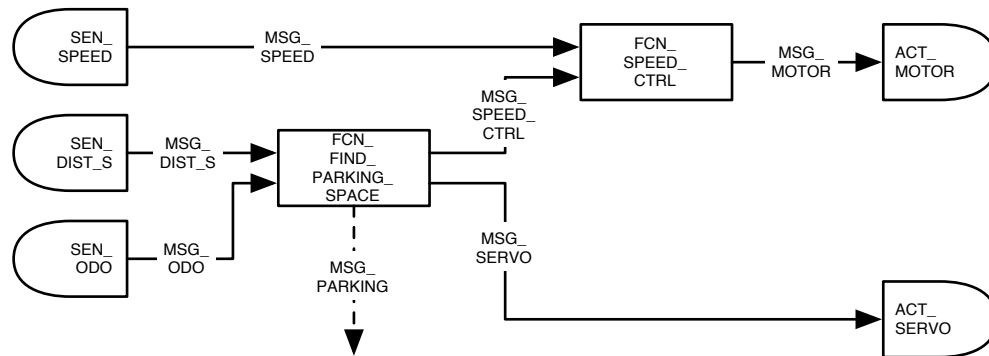 SEN_
SPEED
MSG_
SPEED
FCN_
SPEED_
CTRL
MSG_
MOTOR
ACT_
MOTOR
MSG_
SPEED_
CTRL
SEN_
DIST_S
MSG_
DIST_S
FCN_
FIND_
PARKING_
SPACE
SEN_
ODO
MSG_
ODO
MSG_
PARKING
MSG_
SERVO
ACT_
SERVO